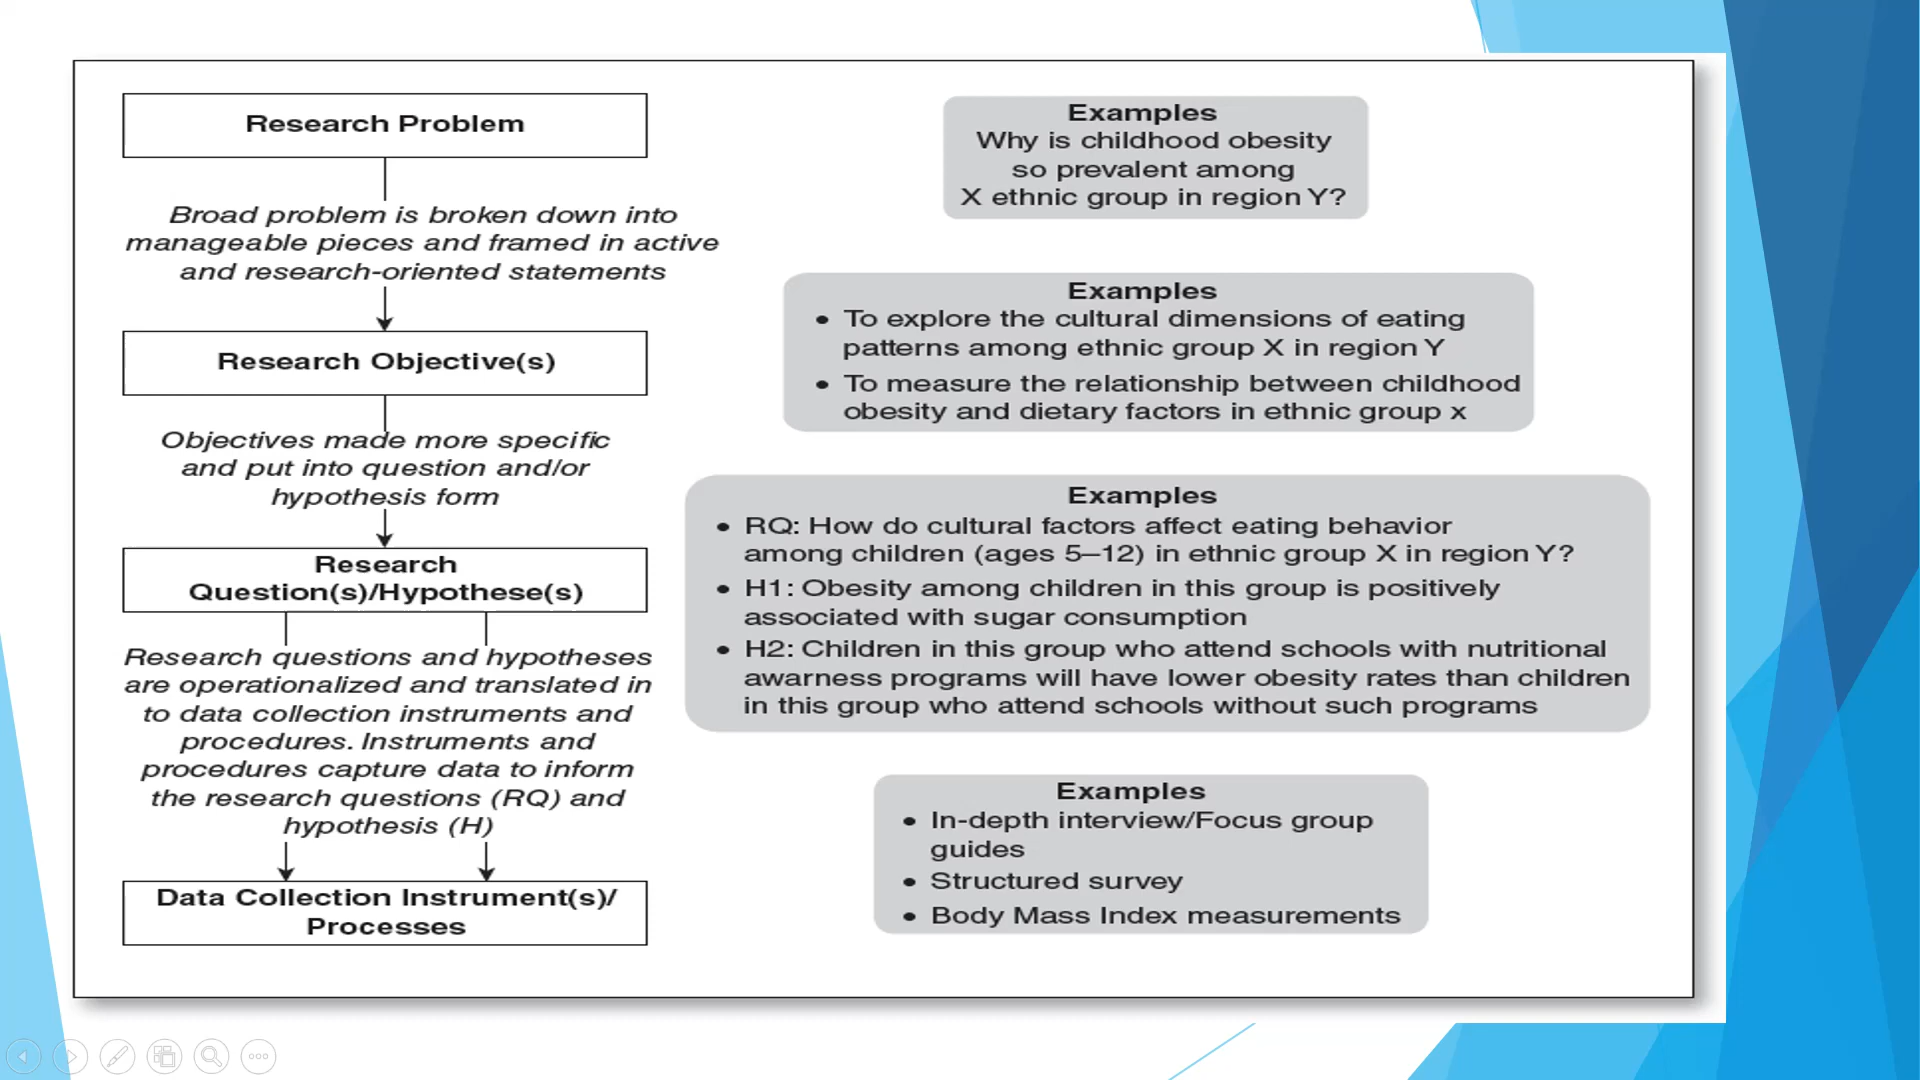 Research Problem
Broad problem is broken down into
manageable pieces and framed in active
and research-oriented statements
Research Objective(s)
Objectives made more specific
and put into question and/or
hypothesis form
Research
Question(s)/Hypothese(s)
Research questions and hypotheses
are operationalized and translated in
to data collection instruments and
procedures. Instruments and
procedures capture data to inform
the research questions (RQ) and
hypothesis (H)
Data Collection Instrument(s)/
Processes
Examples
Why is childhood obesity
so prevalent among
X ethnic group in region Y?
Examples
• To explore the cultural dimensions of eating
patterns among ethnic group X in region Y
• To measure the relationship between childhood
obesity and dietary factors in ethnic group x
Examples
• RQ: How do cultural factors affect eating behavior
among children (ages 5–12) in ethnic group X in region Y?
• H1: Obesity among children in this group is positively
associated with sugar consumption
• H2: Children in this group who attend schools with nutritional
awarness programs will have lower obesity rates than children
in this group who attend schools without such programs
Examples
• In-depth interview/Focus group
guides
• Structured survey
• Body Mass Index measurements